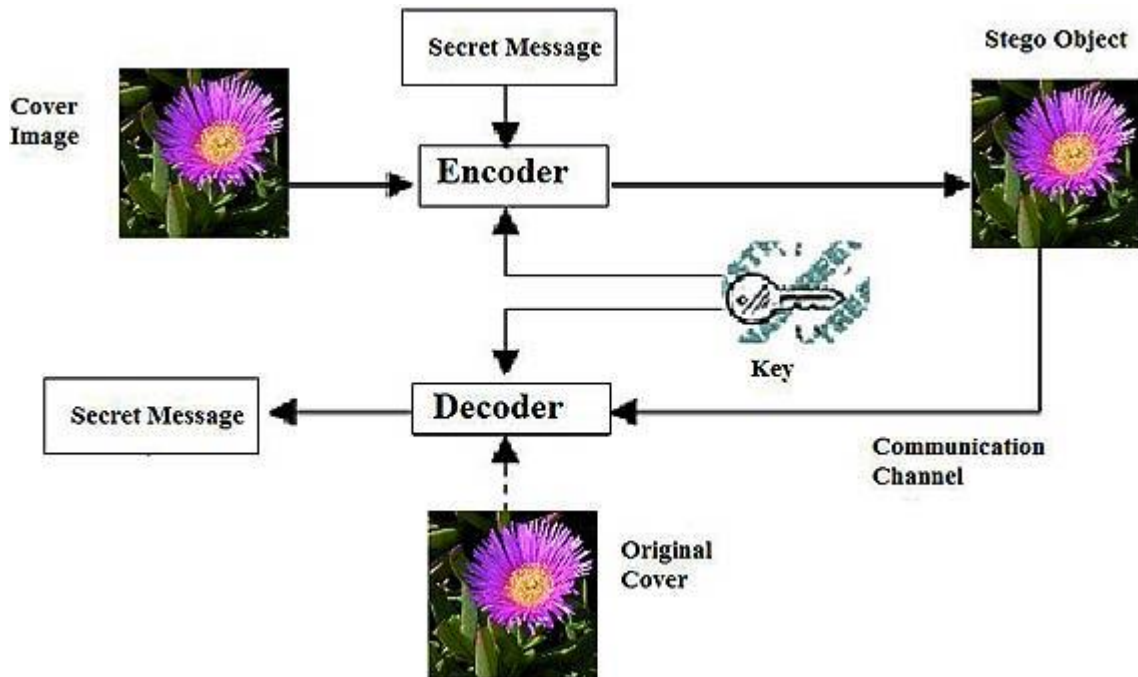 Secret Message
Stego Object
Cover
Image
Encoder
Key
Secret Message
Decoder
Communication
Channel
Original
Cover